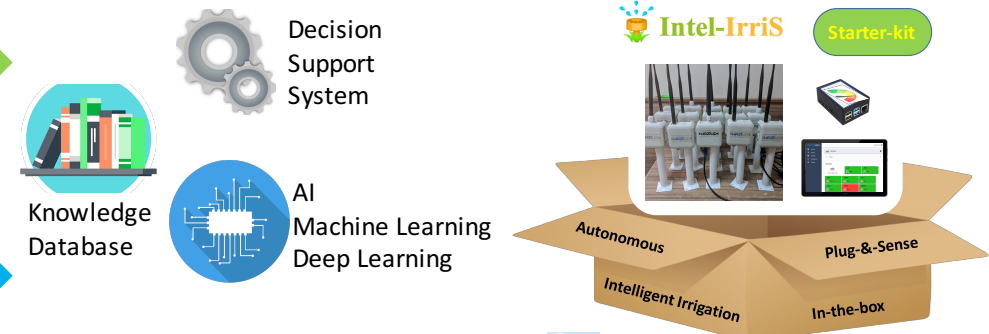 Decision
Support
System
Knowledge
Database
AI
Machine Learning
Deep Learning
Intel-IrriS
Starter-kit
Autonomous
Plug-&-Sense
Intelligent Irrigation
In-the-box